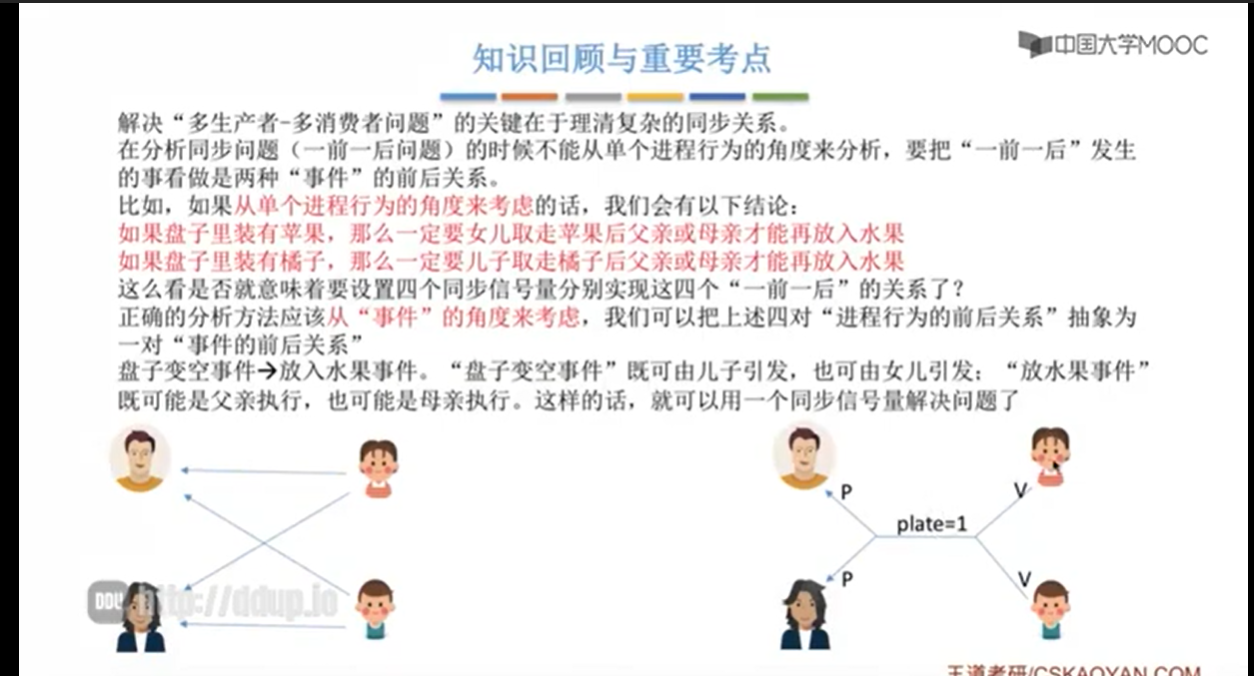 中国大学MOOC
知识回顾与重要考点
解决“多生产者-多消费者问题”的关键在于理清复杂的同步关系。
在分析同步问题（一前一后问题）的时候不能从单个进程行为的角度来分析，要把“一前一后”发生
的事看做是两种“事件”的前后关系。
比如，如果从单个进程行为的角度来考虑的话，我们会有以下结论：
如果盘子里装有苹果，那么一定要女儿取走苹果后父亲或母亲才能再放入水果
如果盘子里装有橘子，那么一定要儿子取走橘子后父亲或母亲才能再放入水果
这么看是否就意味着要设置四个同步信号量分别实现这四个“一前一后”的关系了？
正确的分析方法应该从“事件”的角度来考虑，我们可以把上述四对“进程行为的前后关系”抽象为
一对“事件的前后关系”
盘子变空事件→放入水果事件。“盘子变空事件”既可由儿子引发，也可由女儿引发；“放水果事件”
既可能是父亲执行，也可能是母亲执行。这样的话，就可以用一个同步信号量解决问题了
P
V
plate=1
P
V
DDU http://ddup.io
王道考研/CSKAOYAN.COM